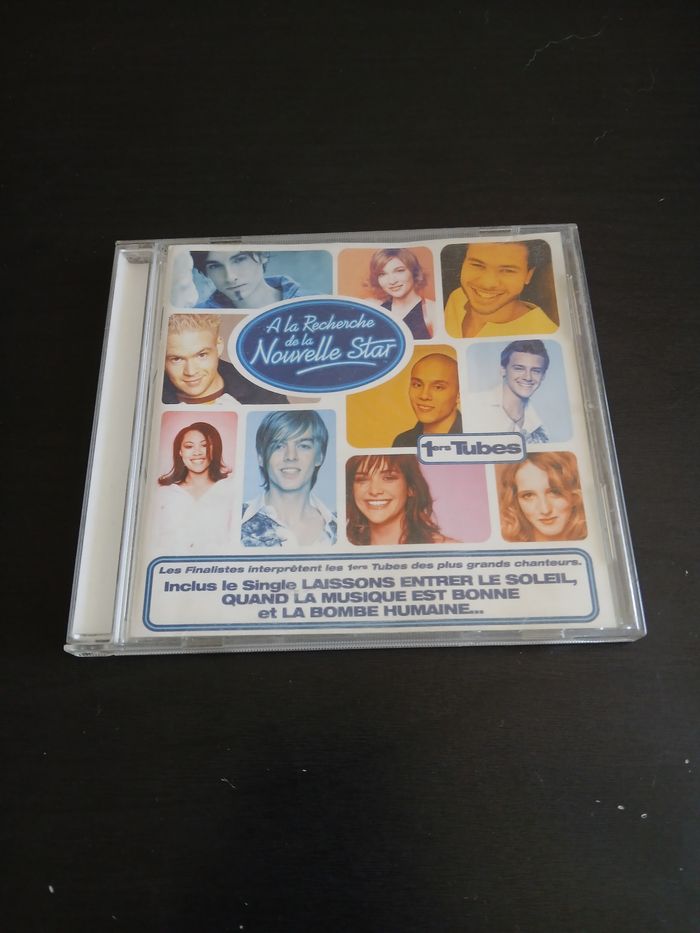 A la Recherche
de la
Nouvelle Star
1ers Tubes
Les Finalistes interprètent les 1ers Tubes des plus grands chanteurs.
Inclus le Single LAISSONS ENTRER LE SOLEIL,
QUAND LA MUSIQUE EST BONNE
et LA BOMBE HUMAINE...